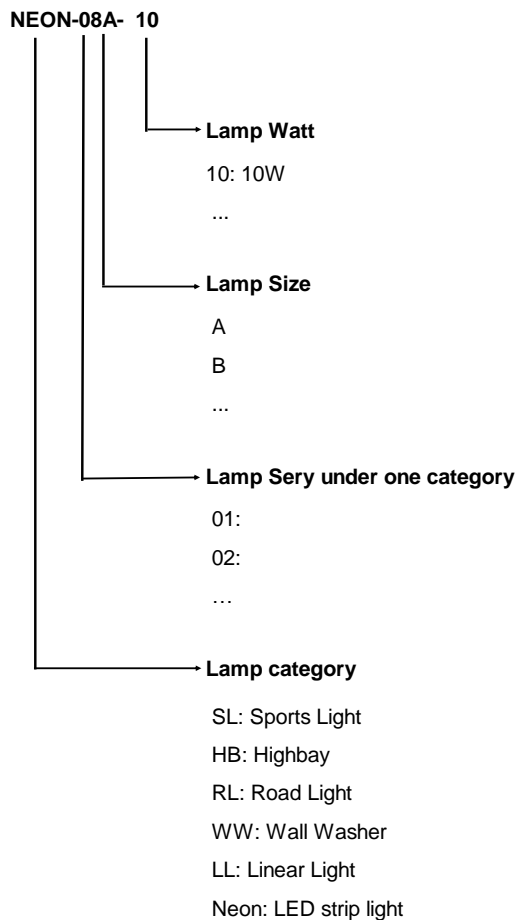 NEON-08A- 10
Lamp Watt
10: 10W
...
Lamp Size
A
B
...
Lamp Sery under one category
01:
02:
…
Lamp category
SL: Sports Light
HB: Highbay
RL: Road Light
WW: Wall Washer
LL: Linear Light
Neon: LED strip light